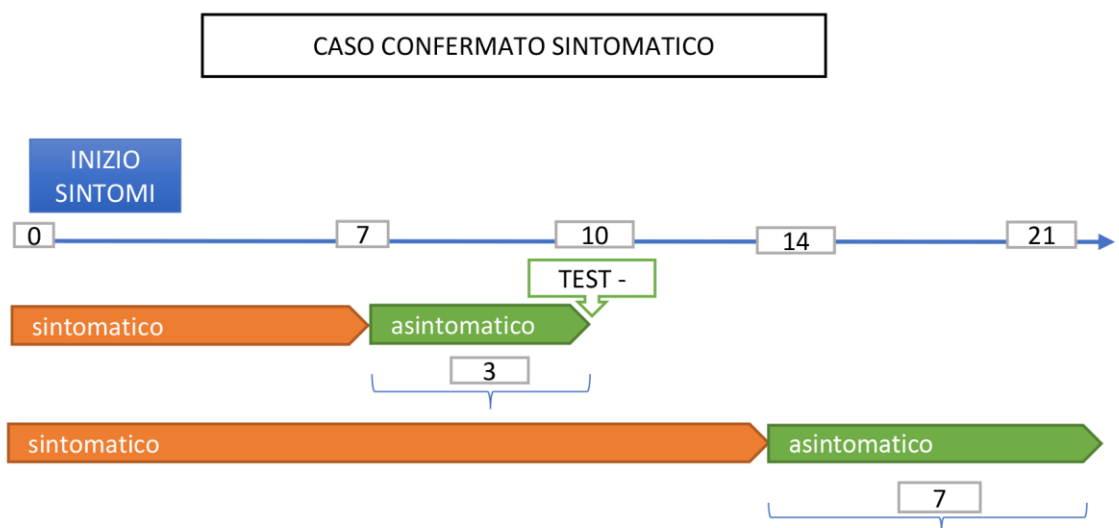 CASO CONFERMATO SINTOMATICO
INIZIO
SINTOMI
0
7
10
14
21
TEST -
sintomatico
asintomatico
3
sintomatico
asintomatico
7